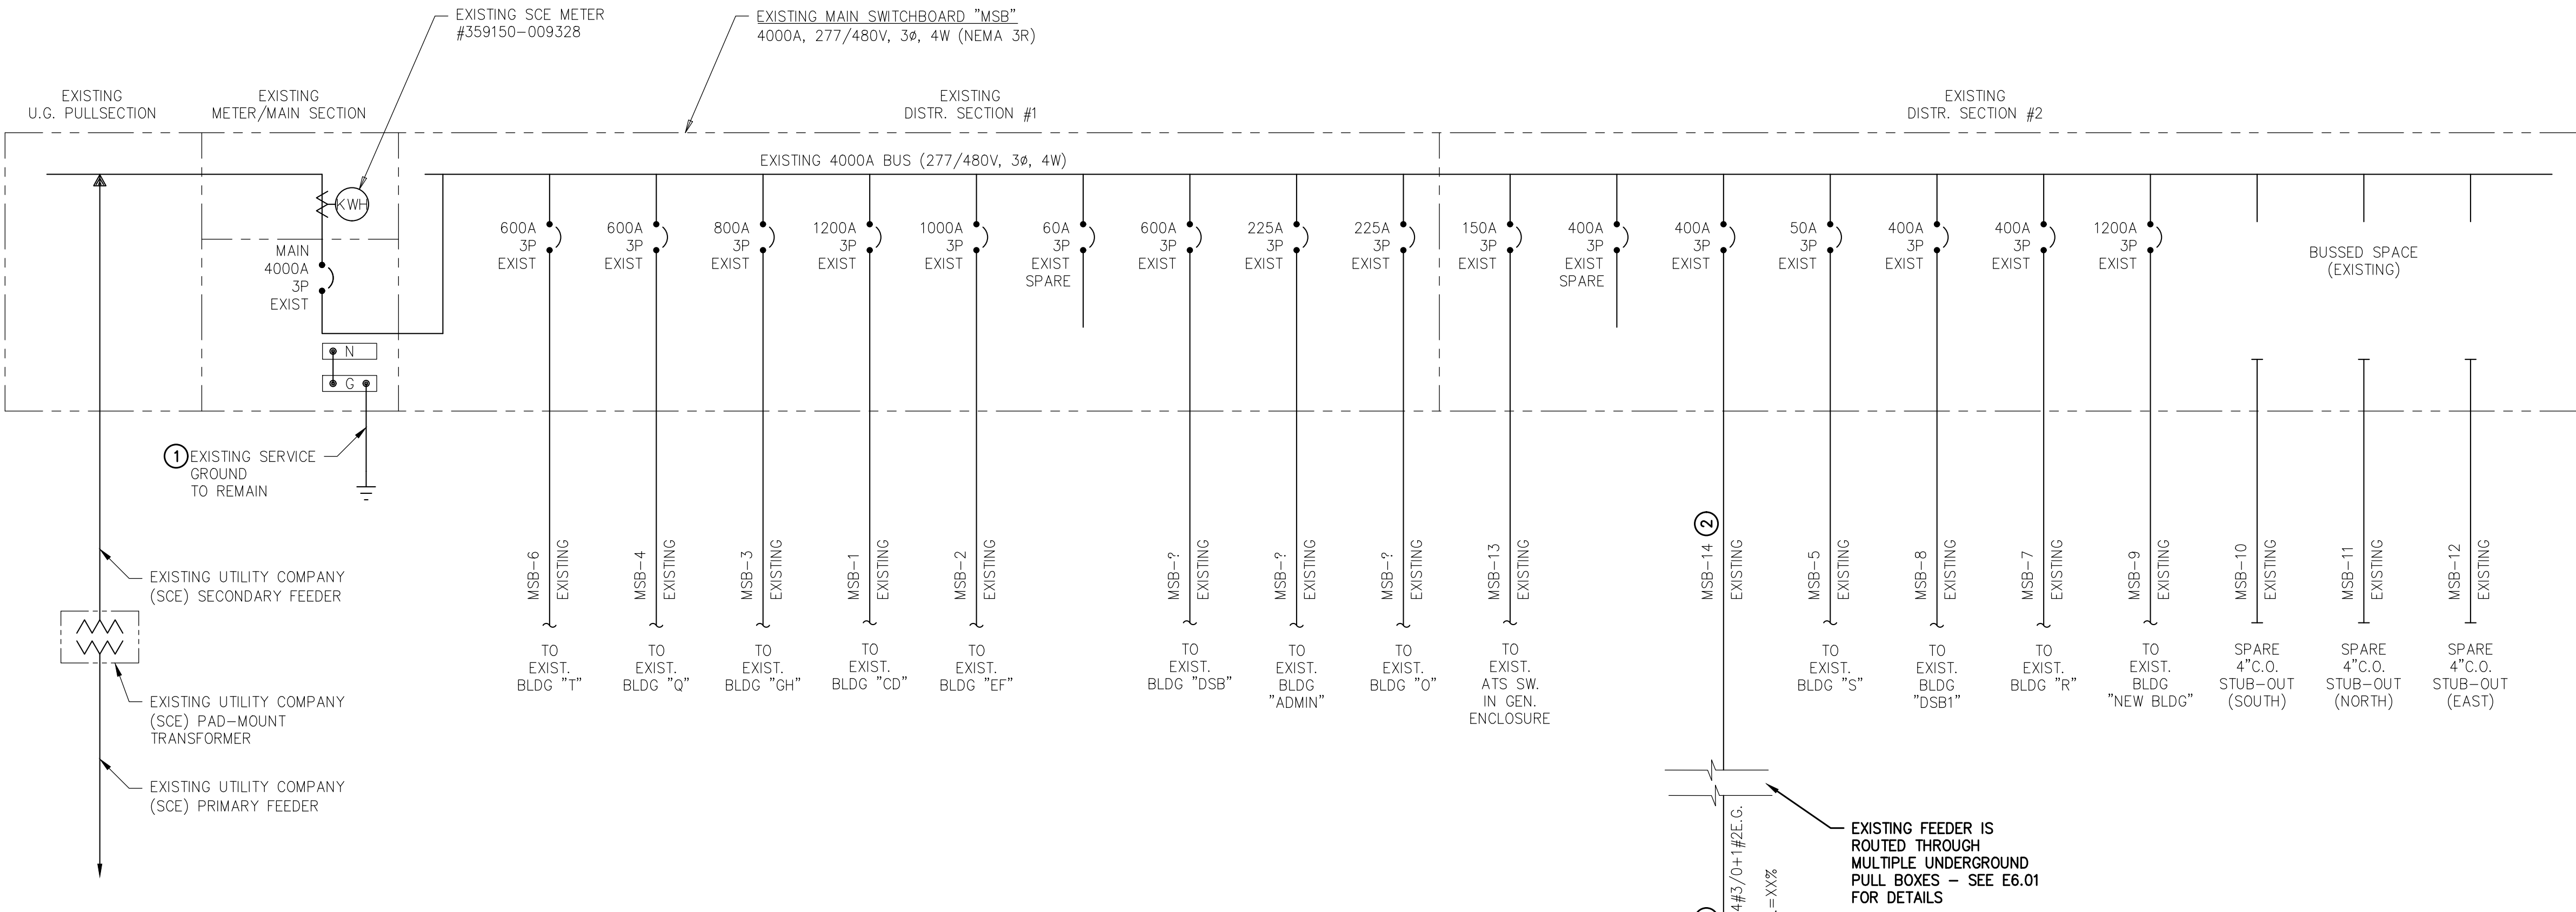 EXISTING SCE METER
#359150-009328
EXISTING MAIN SWITCHBOARD "MSB"
4000A, 277/480V, 3ø, 4W (NEMA 3R)
EXISTING
U.G. PULLSECTION
EXISTING
METER/MAIN SECTION
EXISTING
DISTR. SECTION #1
EXISTING
DISTR. SECTION #2
EXISTING 4000A BUS (277/480V, 3ø, 4W)
KWH
MAIN
4000A
3P
EXIST
N
G
600A
3P
EXIST
600A
3P
EXIST
800A
3P
EXIST
1200A
3P
EXIST
1000A
3P
EXIST
60A
3P
EXIST
SPARE
600A
3P
EXIST
225A
3P
EXIST
225A
3P
EXIST
150A
3P
EXIST
400A
3P
EXIST
SPARE
400A
3P
EXIST
50A
3P
EXIST
400A
3P
EXIST
400A
3P
EXIST
1200A
3P
EXIST
BUSSED SPACE
(EXISTING)
1 EXISTING SERVICE
GROUND
TO REMAIN
EXISTING UTILITY COMPANY
(SCE) SECONDARY FEEDER
EXISTING UTILITY COMPANY
(SCE) PAD-MOUNT
TRANSFORMER
EXISTING UTILITY COMPANY
(SCE) PRIMARY FEEDER
MSB-6
EXISTING
TO
EXIST.
BLDG "T"
MSB-4
EXISTING
TO
EXIST.
BLDG "Q"
MSB-3
EXISTING
TO
EXIST.
BLDG "GH"
MSB-1
EXISTING
TO
EXIST.
BLDG "CD"
MSB-2
EXISTING
TO
EXIST.
BLDG "EF"
MSB-?
EXISTING
TO
EXIST.
BLDG "DSB"
MSB-?
EXISTING
TO
EXIST.
BLDG
"ADMIN"
MSB-?
EXISTING
TO
EXIST.
BLDG "O"
MSB-13
EXISTING
TO
EXIST.
ATS SW.
IN GEN.
ENCLOSURE
MSB-14 2
EXISTING
MSB-5
EXISTING
TO
EXIST.
BLDG "S"
MSB-8
EXISTING
TO
EXIST.
BLDG
"DSB1"
MSB-7
EXISTING
TO
EXIST.
BLDG "R"
MSB-9
EXISTING
TO
EXIST.
BLDG
"NEW BLDG"
MSB-10
EXISTING
SPARE
4"C.O.
STUB-OUT
(SOUTH)
MSB-11
EXISTING
SPARE
4"C.O.
STUB-OUT
(NORTH)
MSB-12
EXISTING
SPARE
4"C.O.
STUB-OUT
(EAST)
4#3/0+1#2E.G.
=XX%
EXISTING FEEDER IS
ROUTED THROUGH
MULTIPLE UNDERGROUND
PULL BOXES - SEE E6.01
FOR DETAILS